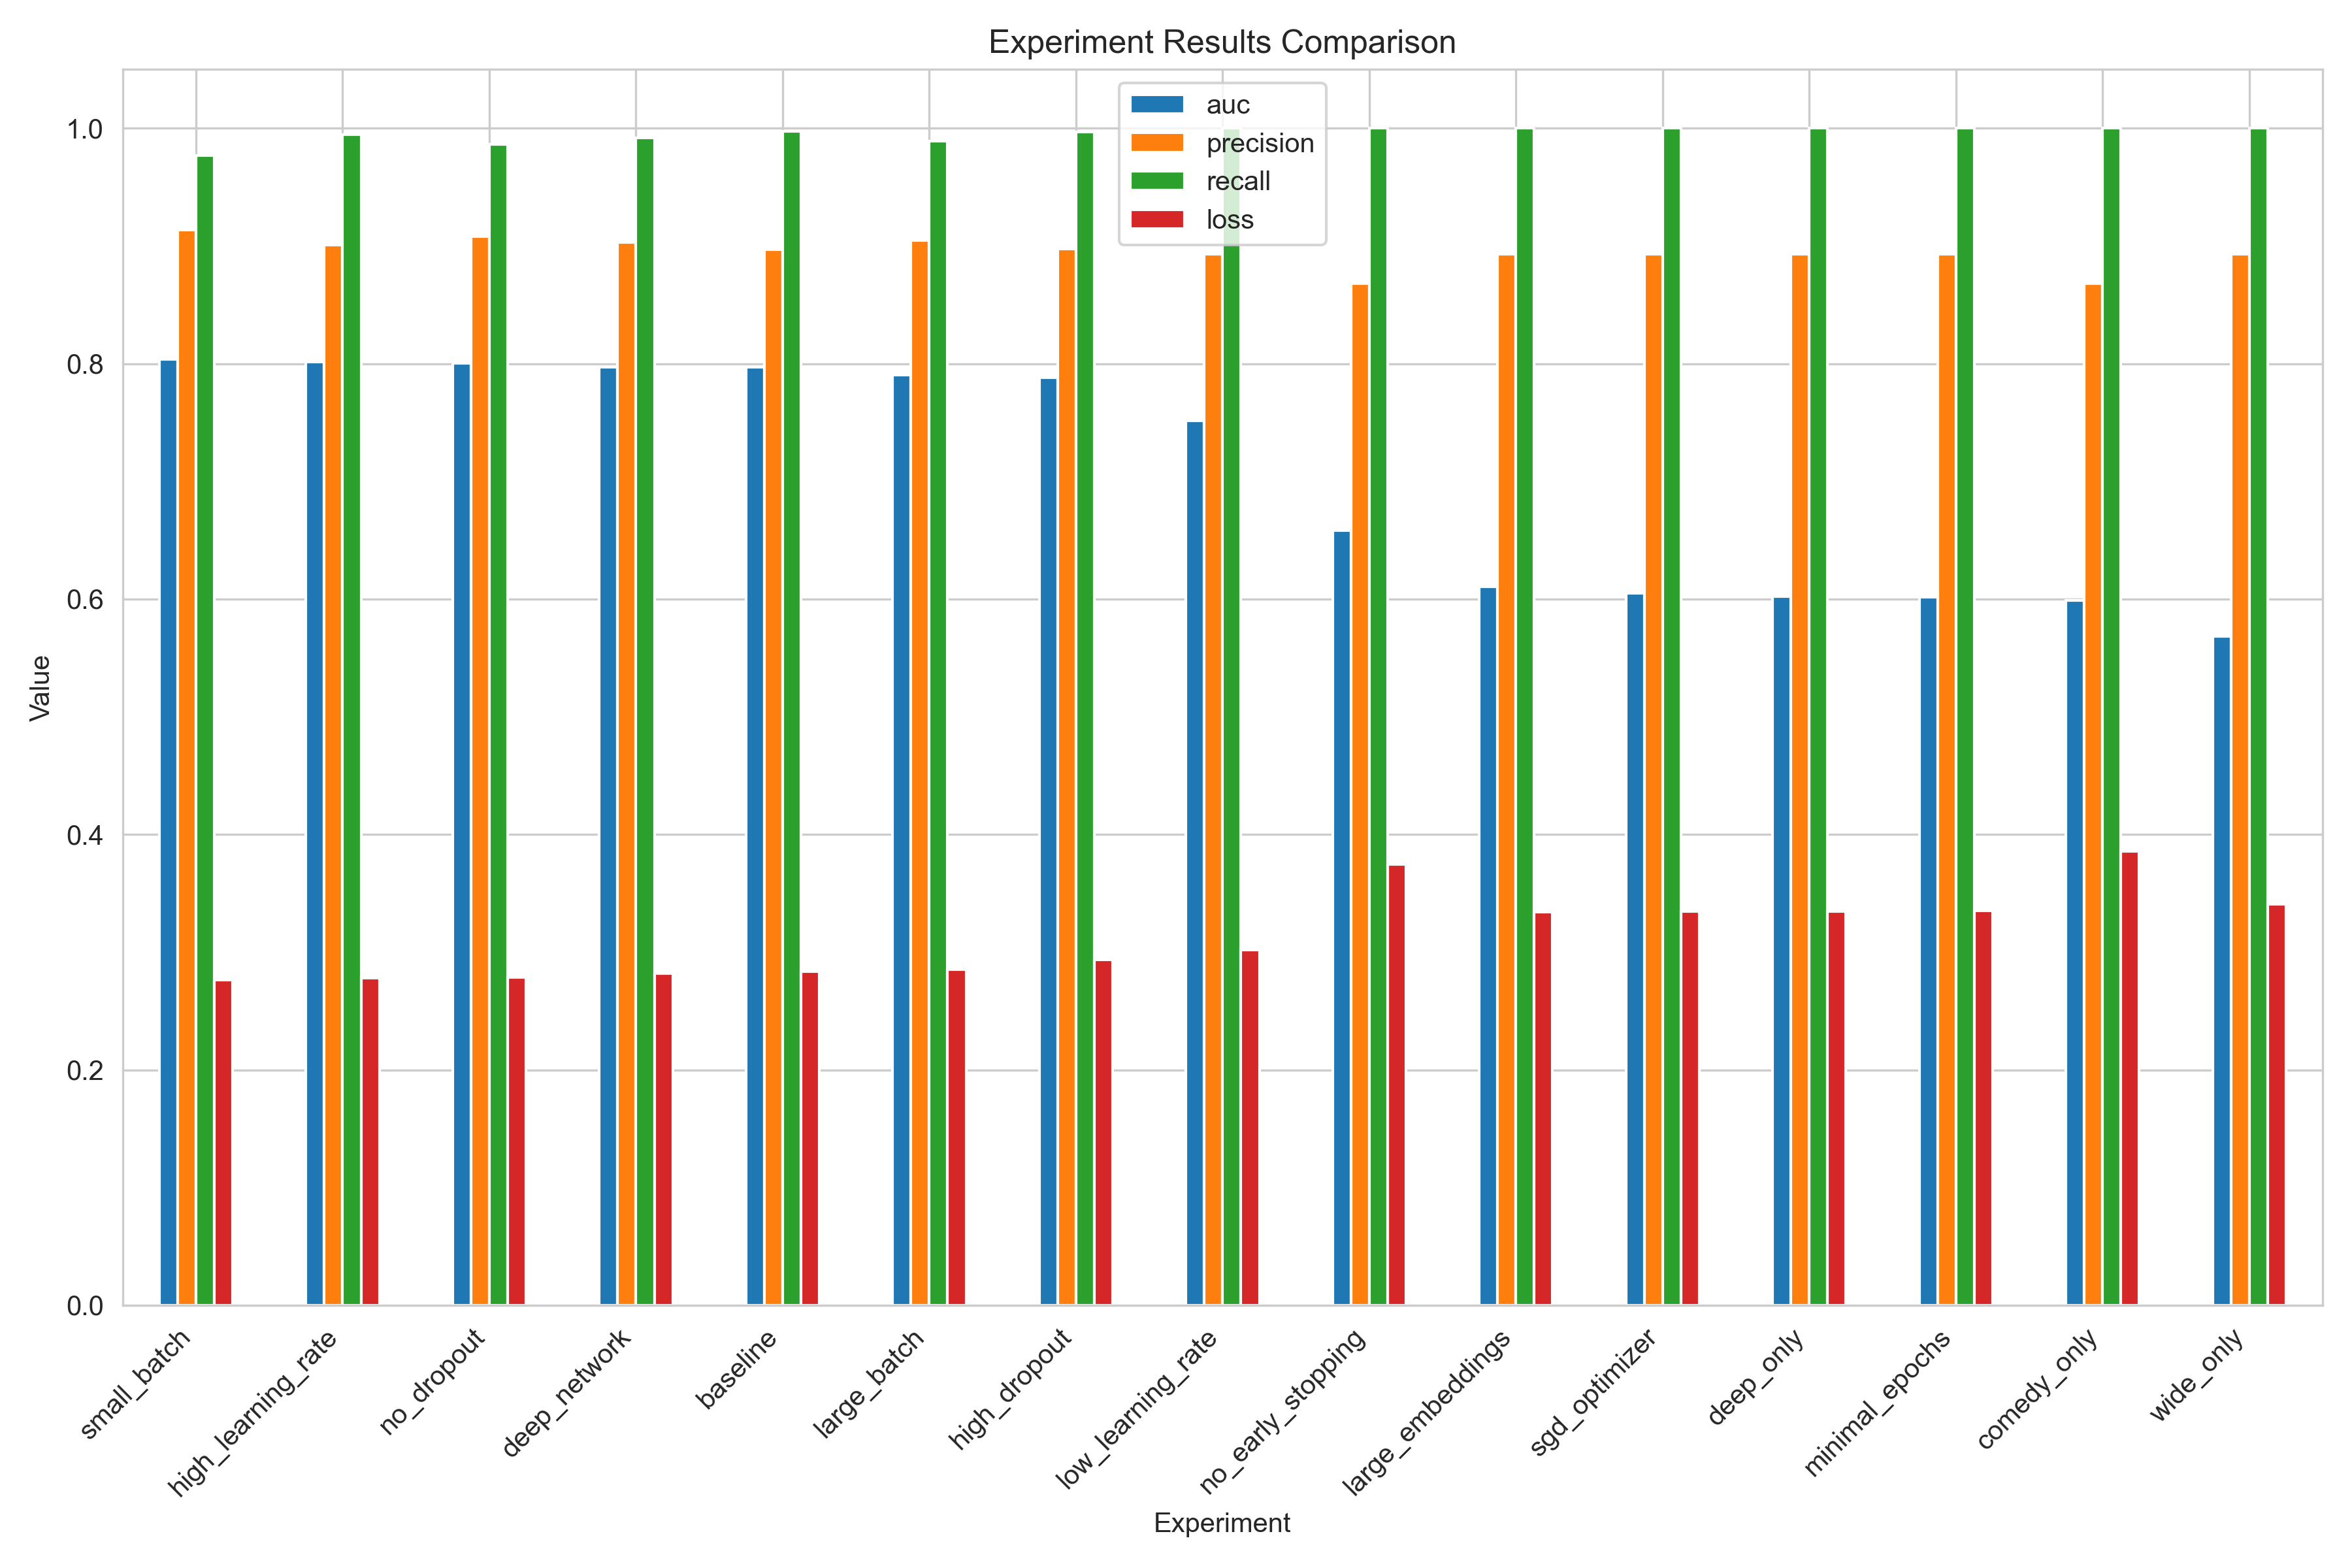 Experiment Results Comparison
auc
precision
recall
loss
Value
1.0
0.8
0.6
0.4
0.2
0.0
small_batch
high_learning_rate
no_dropout
deep_network
baseline
large_batch
high_dropout
low_learning_rate
no_early_stopping
large_embeddings
sgd_optimizer
deep_only
minimal_epochs
comedy_only
wide_only
Experiment